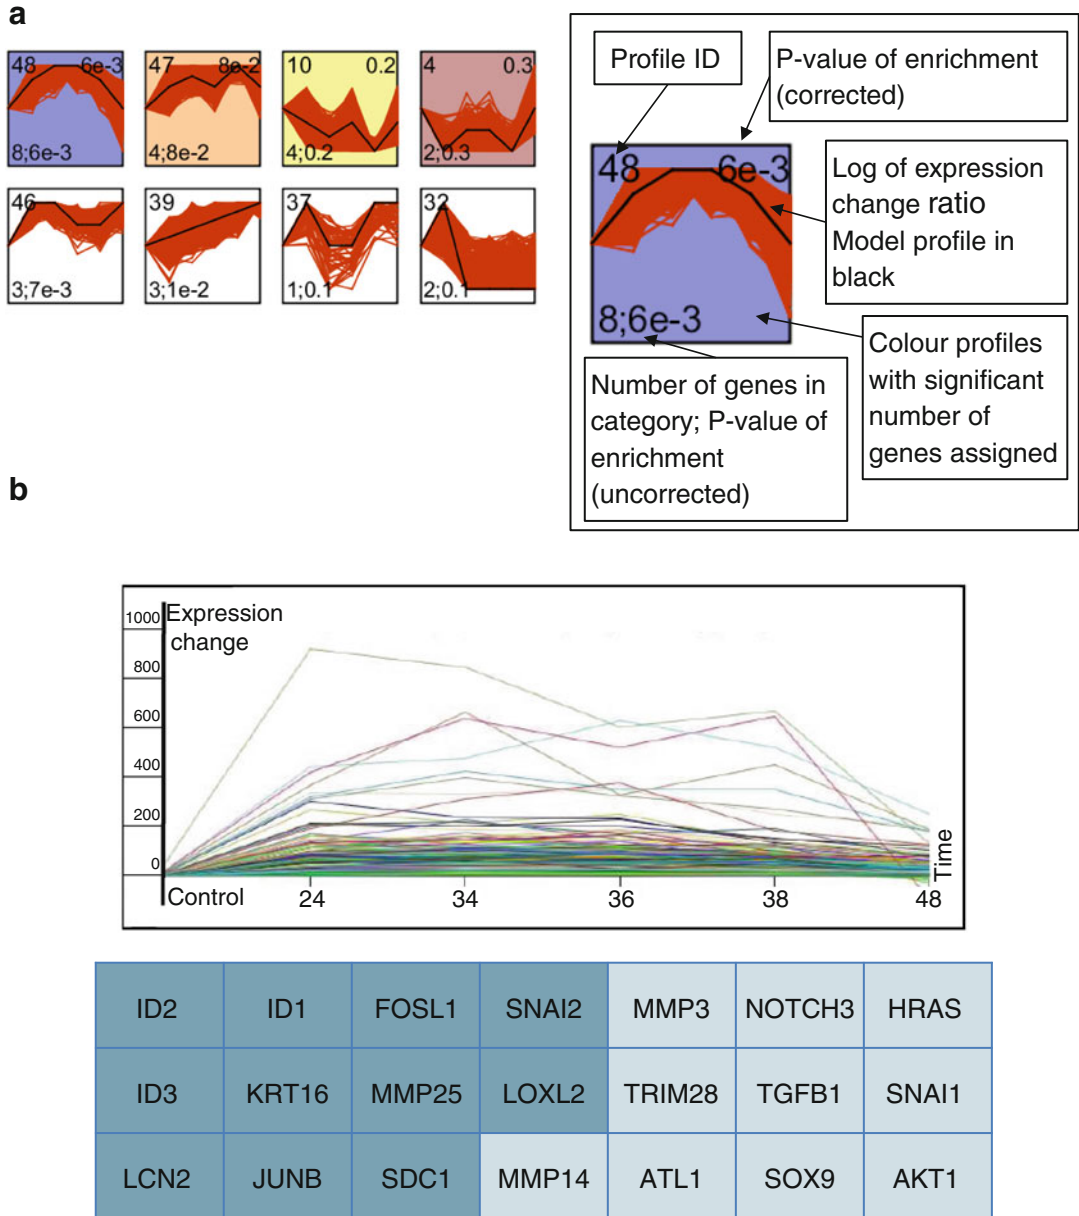 a
48 6e-3
8;6e-3
47 8e-2
4;8e-2
10 0.2
4;0.2
4 0.3
2;0.3
46
3;7e-3
39
3;1e-2
37
1;0.1
32
2;0.1
Profile ID
P-value of enrichment
(corrected)
48 6e-3
8;6e-3
Log of expression
change ratio
Model profile in
black
Colour profiles
with significant
number of
genes assigned
Number of genes in
category; P-value of
enrichment
(uncorrected)
b
Expression
change
1000
800
600
400
200
0
Control 24 34 36 38 48
Time
ID2 ID1 FOSL1 SNAI2 MMP3 NOTCH3 HRAS
ID3 KRT16 MMP25 LOXL2 TRIM28 TGFB1 SNAI1
LCN2 JUNB SDC1 MMP14 ATL1 SOX9 AKT1